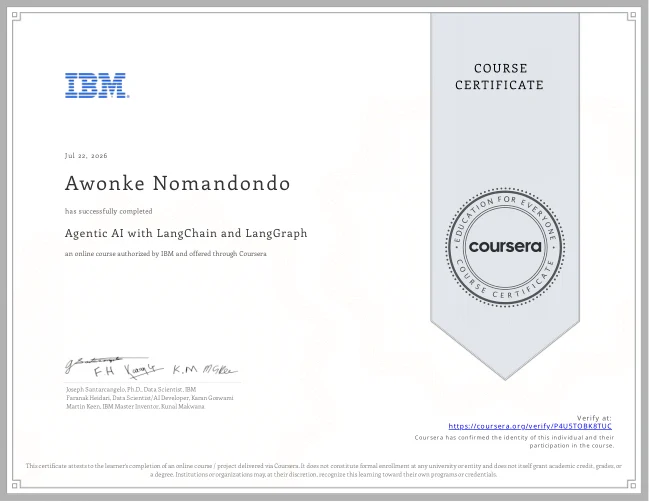 IBM
COURSE
CERTIFICATE
Jul 22, 2026
Awonke Nomandondo
has successfully completed
Agentic AI with LangChain and LangGraph
an online course authorized by IBM and offered through Coursera
EDUCATION FOR EVERYONE
coursera
COURSE CERTIFICATE
Joseph Santarcangelo, Ph.D., Data Scientist, IBM
Faranak Heidari, Data Scientist/AI Developer, Karan Goswami
Martin Keen, IBM Master Inventor, Kunal Makwana
Verify at:
https://coursera.org/verify/P4U5TOBK8TUC
Coursera has confirmed the identity of this individual and their
participation in the course.
This certificate attests to the learner's completion of an online course / project delivered via Coursera. It does not constitute formal enrollment at any university or entity and does not itself grant academic credit, grades, or
a degree. Institutions or organizations may, at their discretion, recognize this learning toward their own programs or credentials.